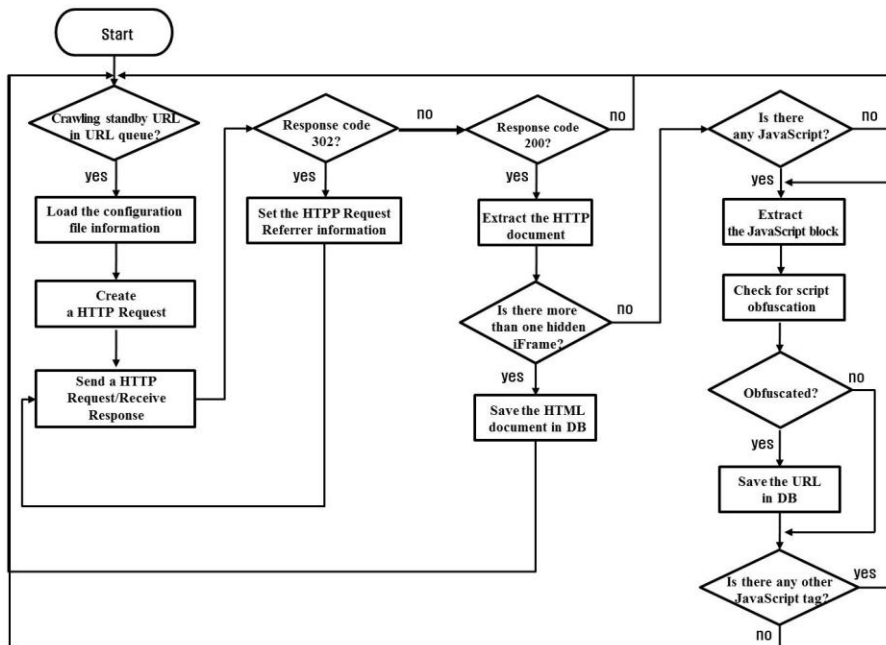 Start
Crawling standby URL
in URL queue?
yes
Load the configuration
file information
Create
a HTTP Request
Send a HTTP
Request/Receive
Response
Response code
302?
no
yes
Set the HTPP Request
Referrer information
Response code
200?
no
yes
Extract the HTTP
document
Is there more
than one hidden
iFrame?
no
yes
Save the HTML
document in DB
Is there
any JavaScript?
no
yes
Extract
the JavaScript block
Check for script
obfuscation
Obfuscated?
no
yes
Save the URL
in DB
Is there any other
JavaScript tag?
yes
no